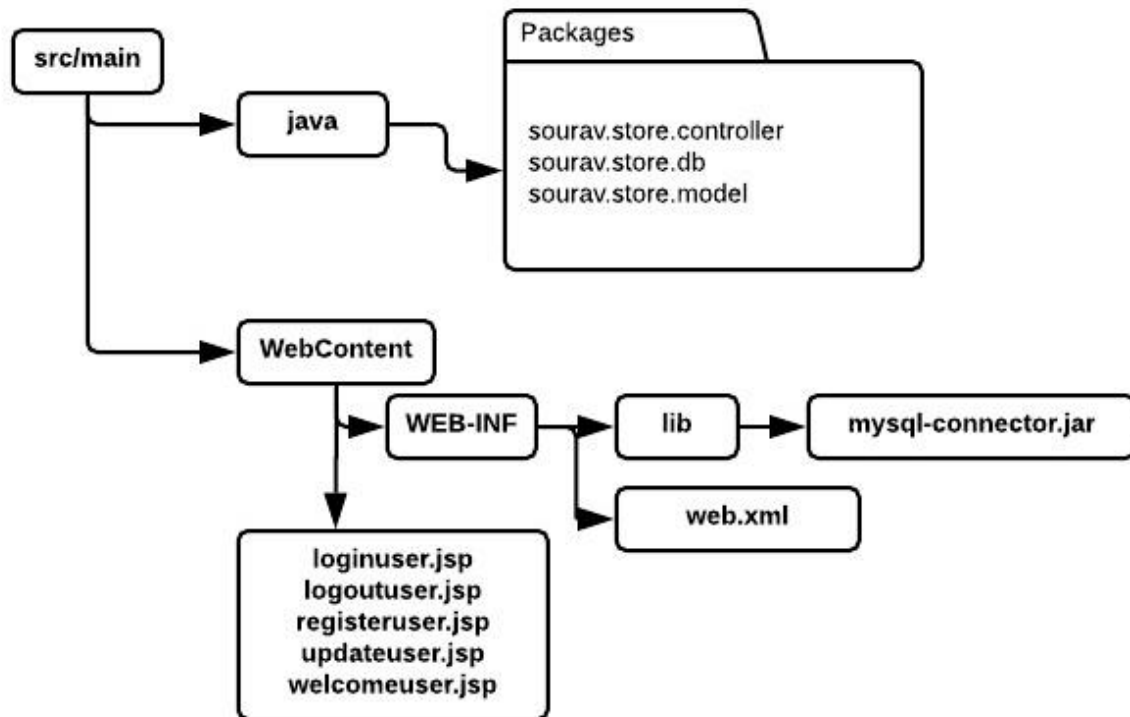 src/main
java
Packages
sourav.store.controller
sourav.store.db
sourav.store.model
WebContent
WEB-INF
lib
mysql-connector.jar
web.xml
loginuser.jsp
logoutuser.jsp
registeruser.jsp
updateuser.jsp
welcomeuser.jsp